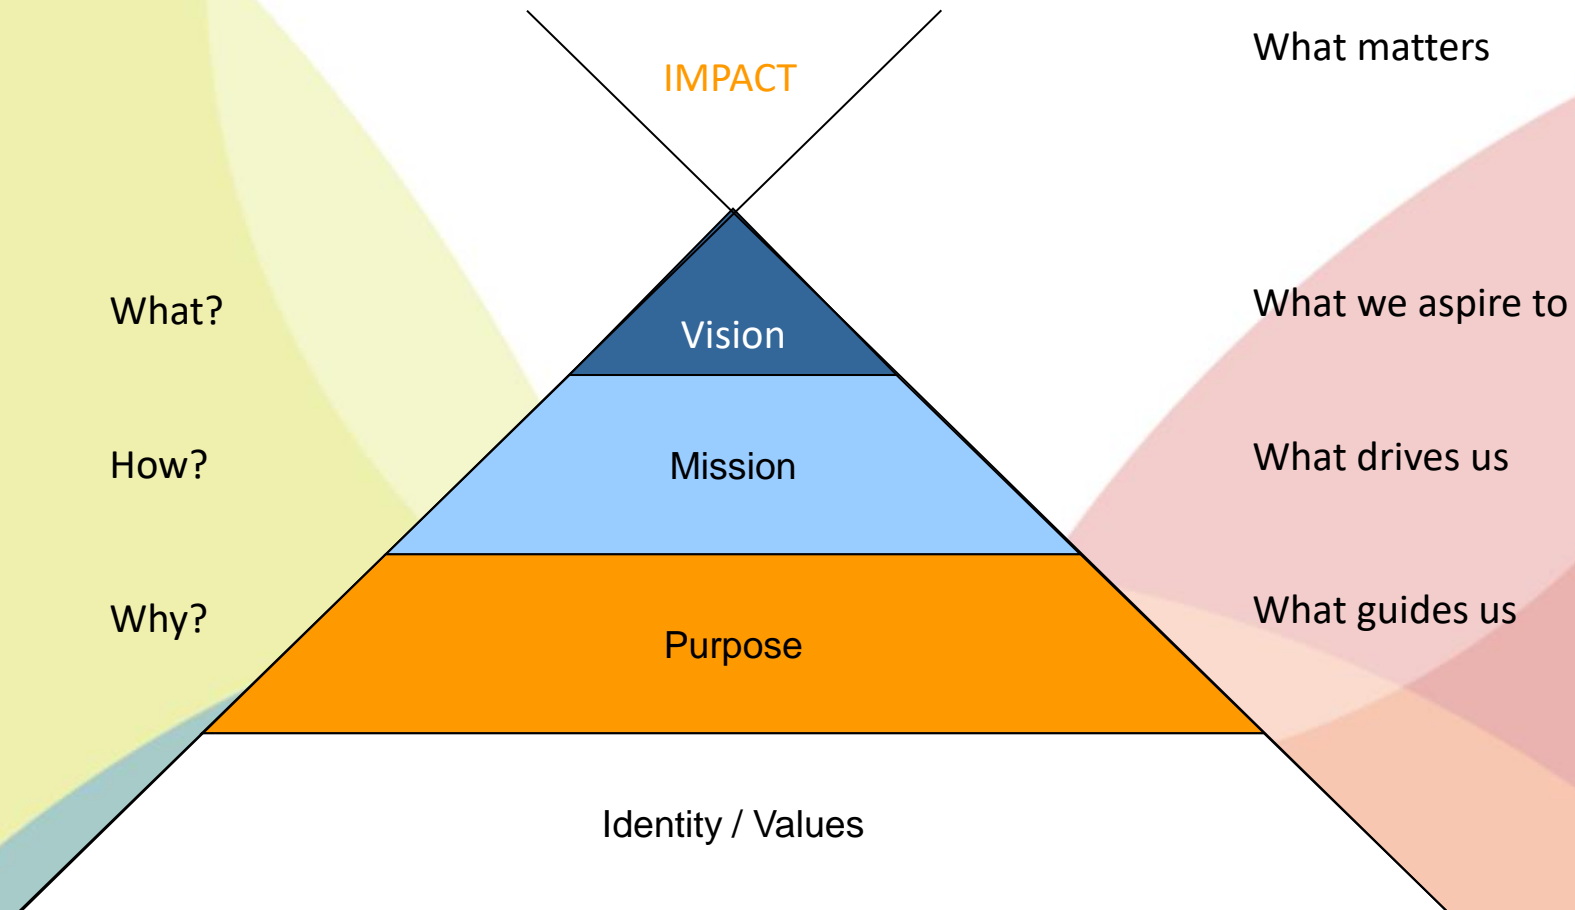 IMPACT
What matters
What?
Vision
What we aspire to
How?
Mission
What drives us
Why?
Purpose
What guides us
Identity / Values